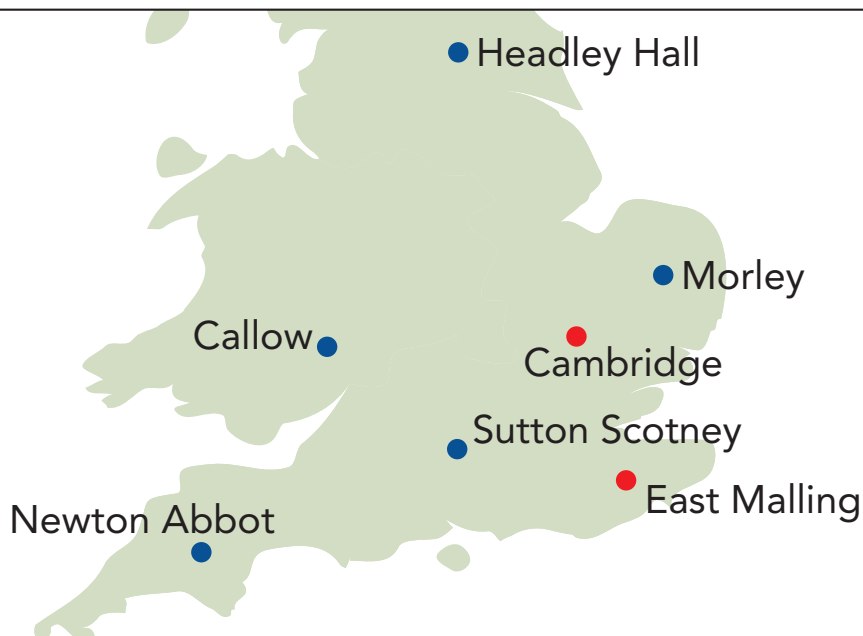 Headley Hall
Morley
Callow
Cambridge
Sutton Scotney
East Malling
Newton Abbot